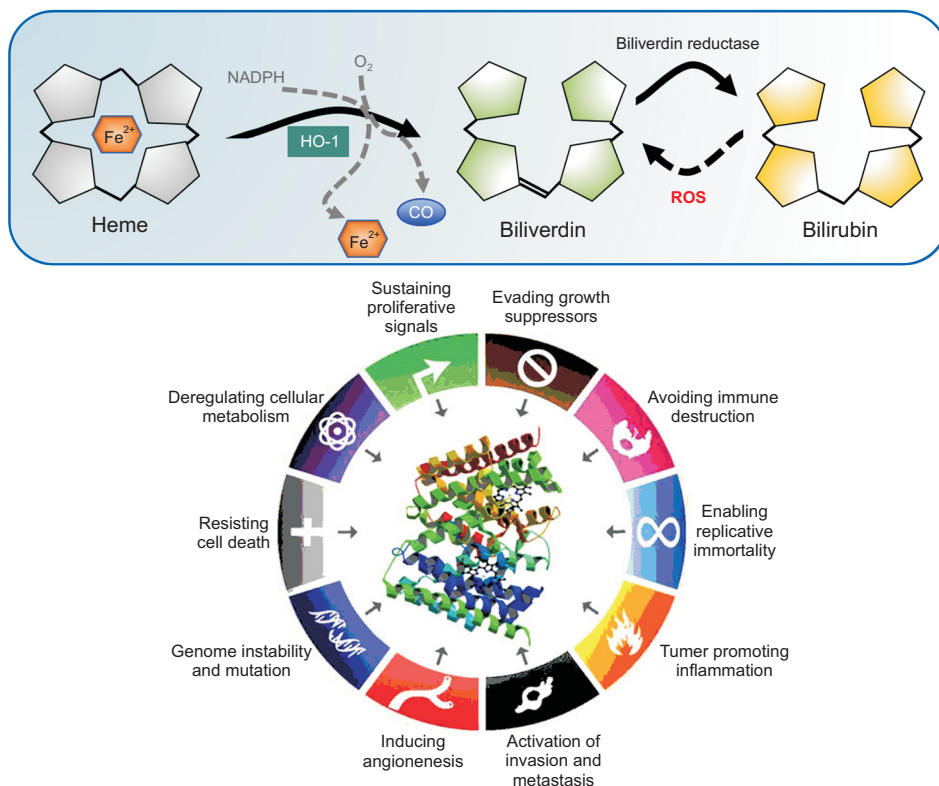 Biliverdin reductase
O2
NADPH
Fe2+
HO-1
CO
ROS
Fe2+
Heme
Biliverdin
Bilirubin
Sustaining
proliferative
signals
Evading growth
suppressors
Deregulating cellular
metabolism
Avoiding immune
destruction
Resisting
cell death
Enabling
replicative
immortality
Genome instability
and mutation
Tumer promoting
inflammation
Inducing
angionenesis
Activation of
invasion and
metastasis